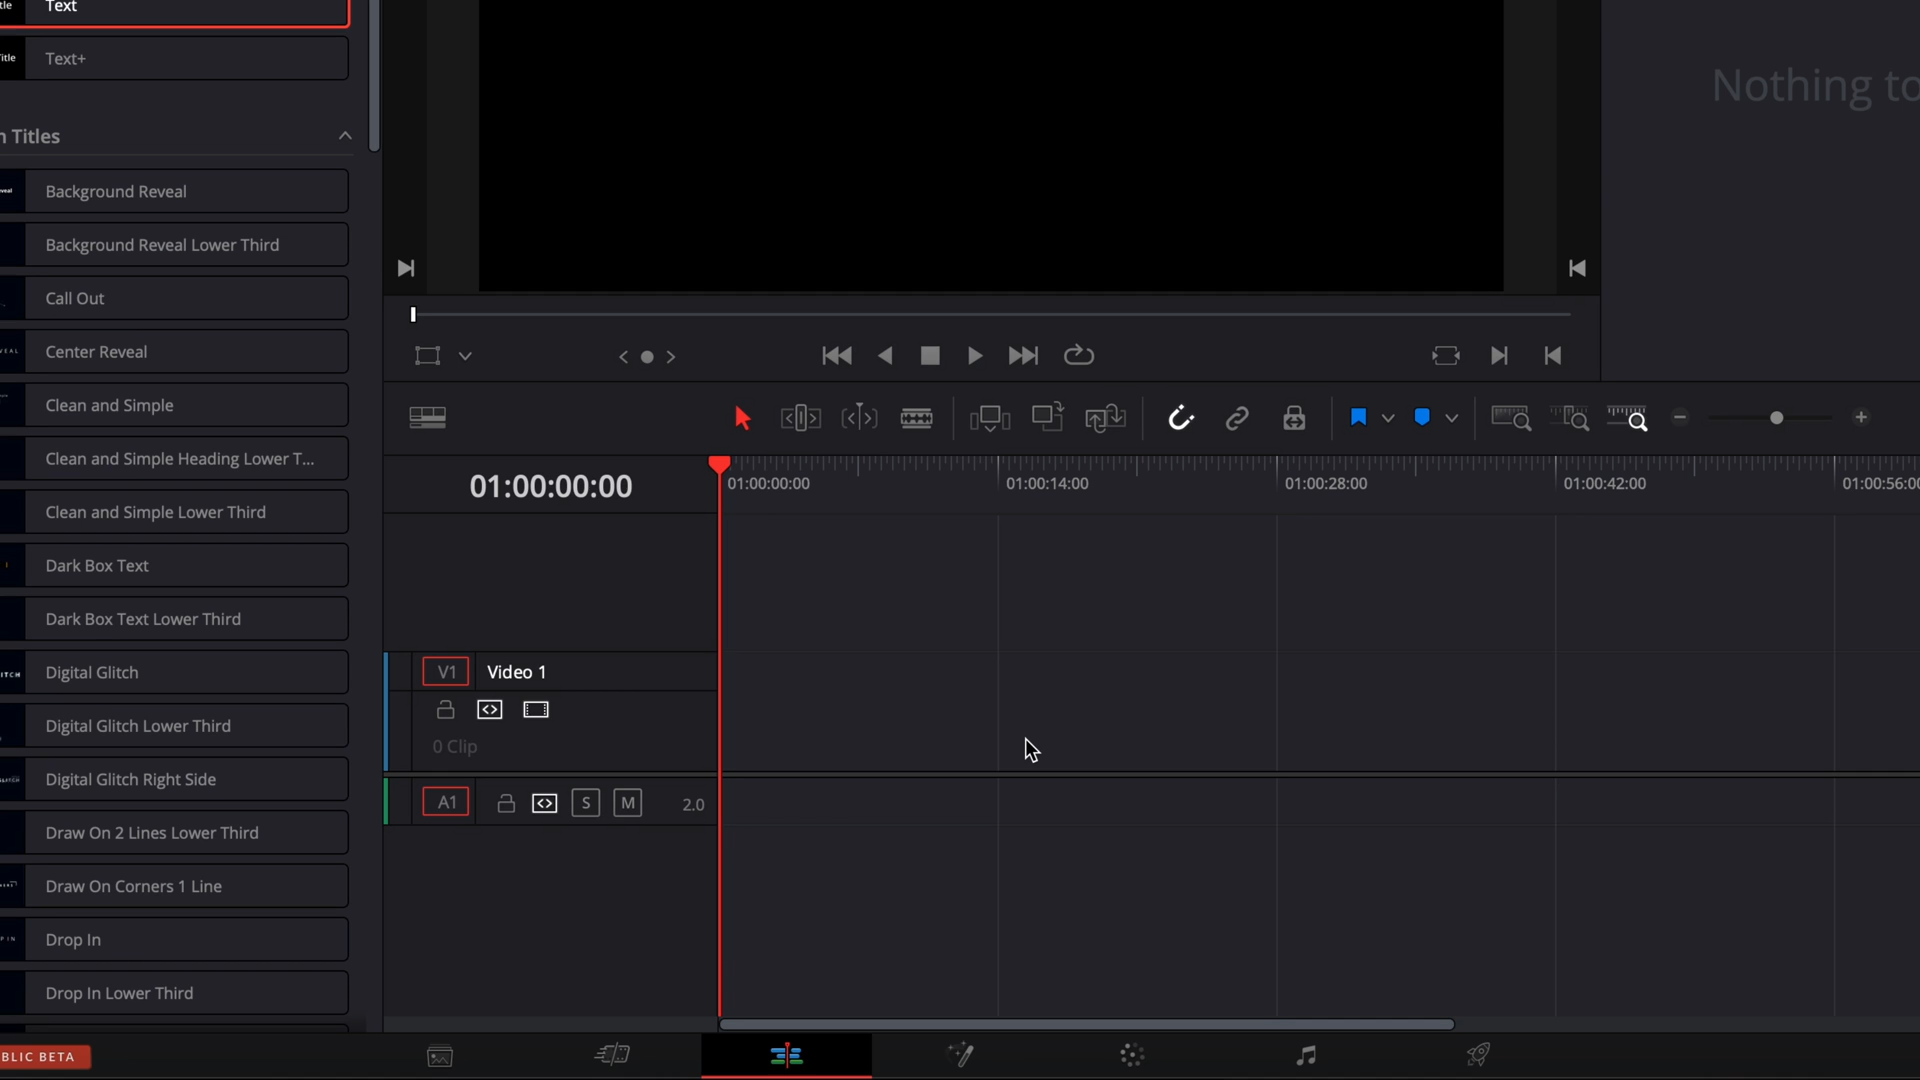 Text
Text+
Titles
Background Reveal
Background Reveal Lower Third
Call Out
Center Reveal
Clean and Simple
Clean and Simple Heading Lower T...
Clean and Simple Lower Third
Dark Box Text
Dark Box Text Lower Third
Digital Glitch
Digital Glitch Lower Third
Digital Glitch Right Side
Draw On 2 Lines Lower Third
Draw On Corners 1 Line
Drop In
Drop In Lower Third
BLIC BETA
Nothing to
01:00:00:00
01:00:00:00
01:00:14:00
01:00:28:00
01:00:42:00
01:00:56:00
V1 Video 1
0 Clip
A1 S M 2.0